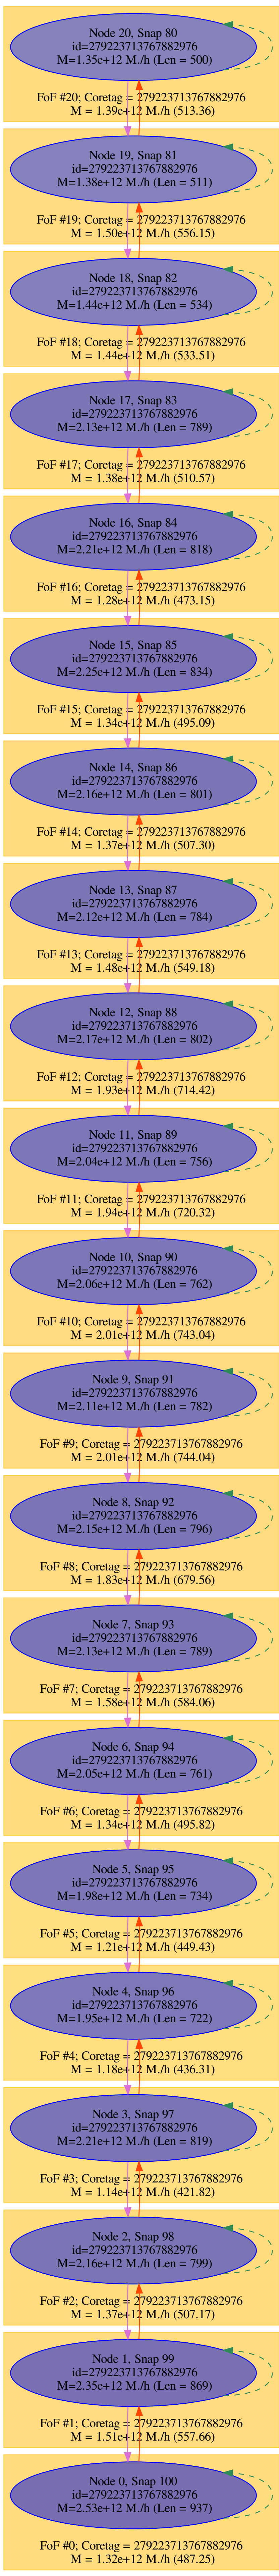 Node 20, Snap 80
id=279223713767882976
M=1.35e+12 M./h (Len = 500)
FoF #20; Coretag = 279223713767882976
M = 1.39e+12 M./h (513.36)
Node 19, Snap 81
id=279223713767882976
M=1.38e+12 M./h (Len = 511)
FoF #19; Coretag = 279223713767882976
M = 1.50e+12 M./h (556.15)
Node 18, Snap 82
id=279223713767882976
M=1.44e+12 M./h (Len = 534)
FoF #18; Coretag = 279223713767882976
M = 1.44e+12 M./h (533.51)
Node 17, Snap 83
id=279223713767882976
M=2.13e+12 M./h (Len = 789)
FoF #17; Coretag = 279223713767882976
M = 1.38e+12 M./h (510.57)
Node 16, Snap 84
id=279223713767882976
M=2.21e+12 M./h (Len = 818)
FoF #16; Coretag = 279223713767882976
M = 1.28e+12 M./h (473.15)
Node 15, Snap 85
id=279223713767882976
M=2.25e+12 M./h (Len = 834)
FoF #15; Coretag = 279223713767882976
M = 1.34e+12 M./h (495.09)
Node 14, Snap 86
id=279223713767882976
M=2.16e+12 M./h (Len = 801)
FoF #14; Coretag = 279223713767882976
M = 1.37e+12 M./h (507.30)
Node 13, Snap 87
id=279223713767882976
M=2.12e+12 M./h (Len = 784)
FoF #13; Coretag = 279223713767882976
M = 1.48e+12 M./h (549.18)
Node 12, Snap 88
id=279223713767882976
M=2.17e+12 M./h (Len = 802)
FoF #12; Coretag = 279223713767882976
M = 1.93e+12 M./h (714.42)
Node 11, Snap 89
id=279223713767882976
M=2.04e+12 M./h (Len = 756)
FoF #11; Coretag = 279223713767882976
M = 1.94e+12 M./h (720.32)
Node 10, Snap 90
id=279223713767882976
M=2.06e+12 M./h (Len = 762)
FoF #10; Coretag = 279223713767882976
M = 2.01e+12 M./h (743.04)
Node 9, Snap 91
id=279223713767882976
M=2.11e+12 M./h (Len = 782)
FoF #9; Coretag = 279223713767882976
M = 2.01e+12 M./h (744.04)
Node 8, Snap 92
id=279223713767882976
M=2.15e+12 M./h (Len = 796)
FoF #8; Coretag = 279223713767882976
M = 1.83e+12 M./h (679.56)
Node 7, Snap 93
id=279223713767882976
M=2.13e+12 M./h (Len = 789)
FoF #7; Coretag = 279223713767882976
M = 1.58e+12 M./h (584.06)
Node 6, Snap 94
id=279223713767882976
M=2.05e+12 M./h (Len = 761)
FoF #6; Coretag = 279223713767882976
M = 1.34e+12 M./h (495.82)
Node 5, Snap 95
id=279223713767882976
M=1.98e+12 M./h (Len = 734)
FoF #5; Coretag = 279223713767882976
M = 1.21e+12 M./h (449.43)
Node 4, Snap 96
id=279223713767882976
M=1.95e+12 M./h (Len = 722)
FoF #4; Coretag = 279223713767882976
M = 1.18e+12 M./h (436.31)
Node 3, Snap 97
id=279223713767882976
M=2.21e+12 M./h (Len = 819)
FoF #3; Coretag = 279223713767882976
M = 1.14e+12 M./h (421.82)
Node 2, Snap 98
id=279223713767882976
M=2.16e+12 M./h (Len = 799)
FoF #2; Coretag = 279223713767882976
M = 1.37e+12 M./h (507.17)
Node 1, Snap 99
id=279223713767882976
M=2.35e+12 M./h (Len = 869)
FoF #1; Coretag = 279223713767882976
M = 1.51e+12 M./h (557.66)
Node 0, Snap 100
id=279223713767882976
M=2.53e+12 M./h (Len = 937)
FoF #0; Coretag = 279223713767882976
M = 1.32e+12 M./h (487.25)